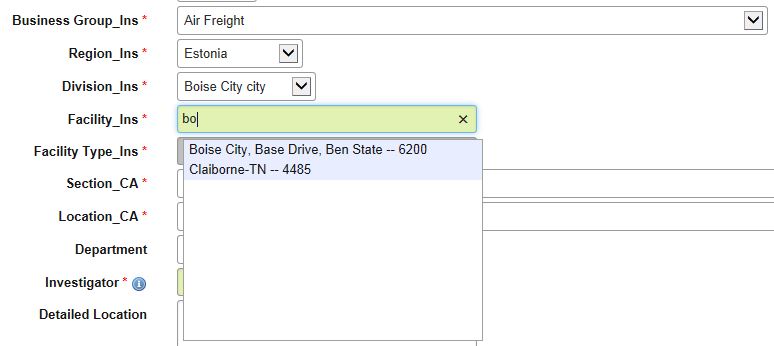 Business Group_Ins * Air Freight
Region_Ins * Estonia
Division_Ins * Boise City city
Facility_Ins * bo ×
Facility Type_Ins *
Boise City, Base Drive, Ben State -- 6200
Claiborne-TN -- 4485
Section_CA *
Location_CA *
Department
Investigator * i
Detailed Location